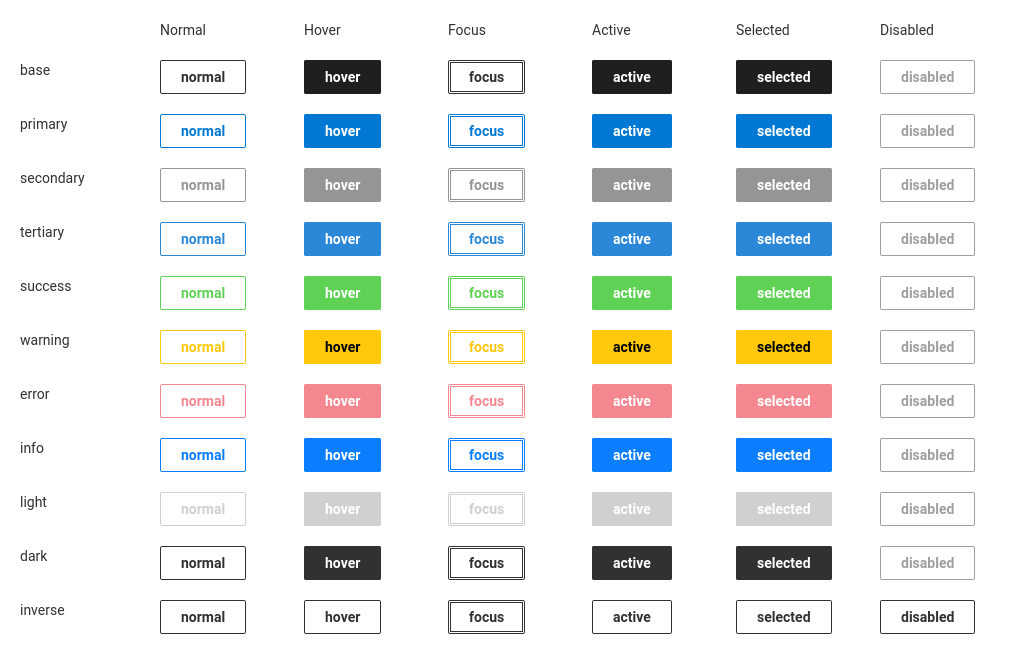 Normal Hover Focus Active Selected Disabled
base normal hover focus active selected disabled
primary normal hover focus active selected disabled
secondary normal hover focus active selected disabled
tertiary normal hover focus active selected disabled
success normal hover focus active selected disabled
warning normal hover focus active selected disabled
error normal hover focus active selected disabled
info normal hover focus active selected disabled
light normal hover focus active selected disabled
dark normal hover focus active selected disabled
inverse normal hover focus active selected disabled